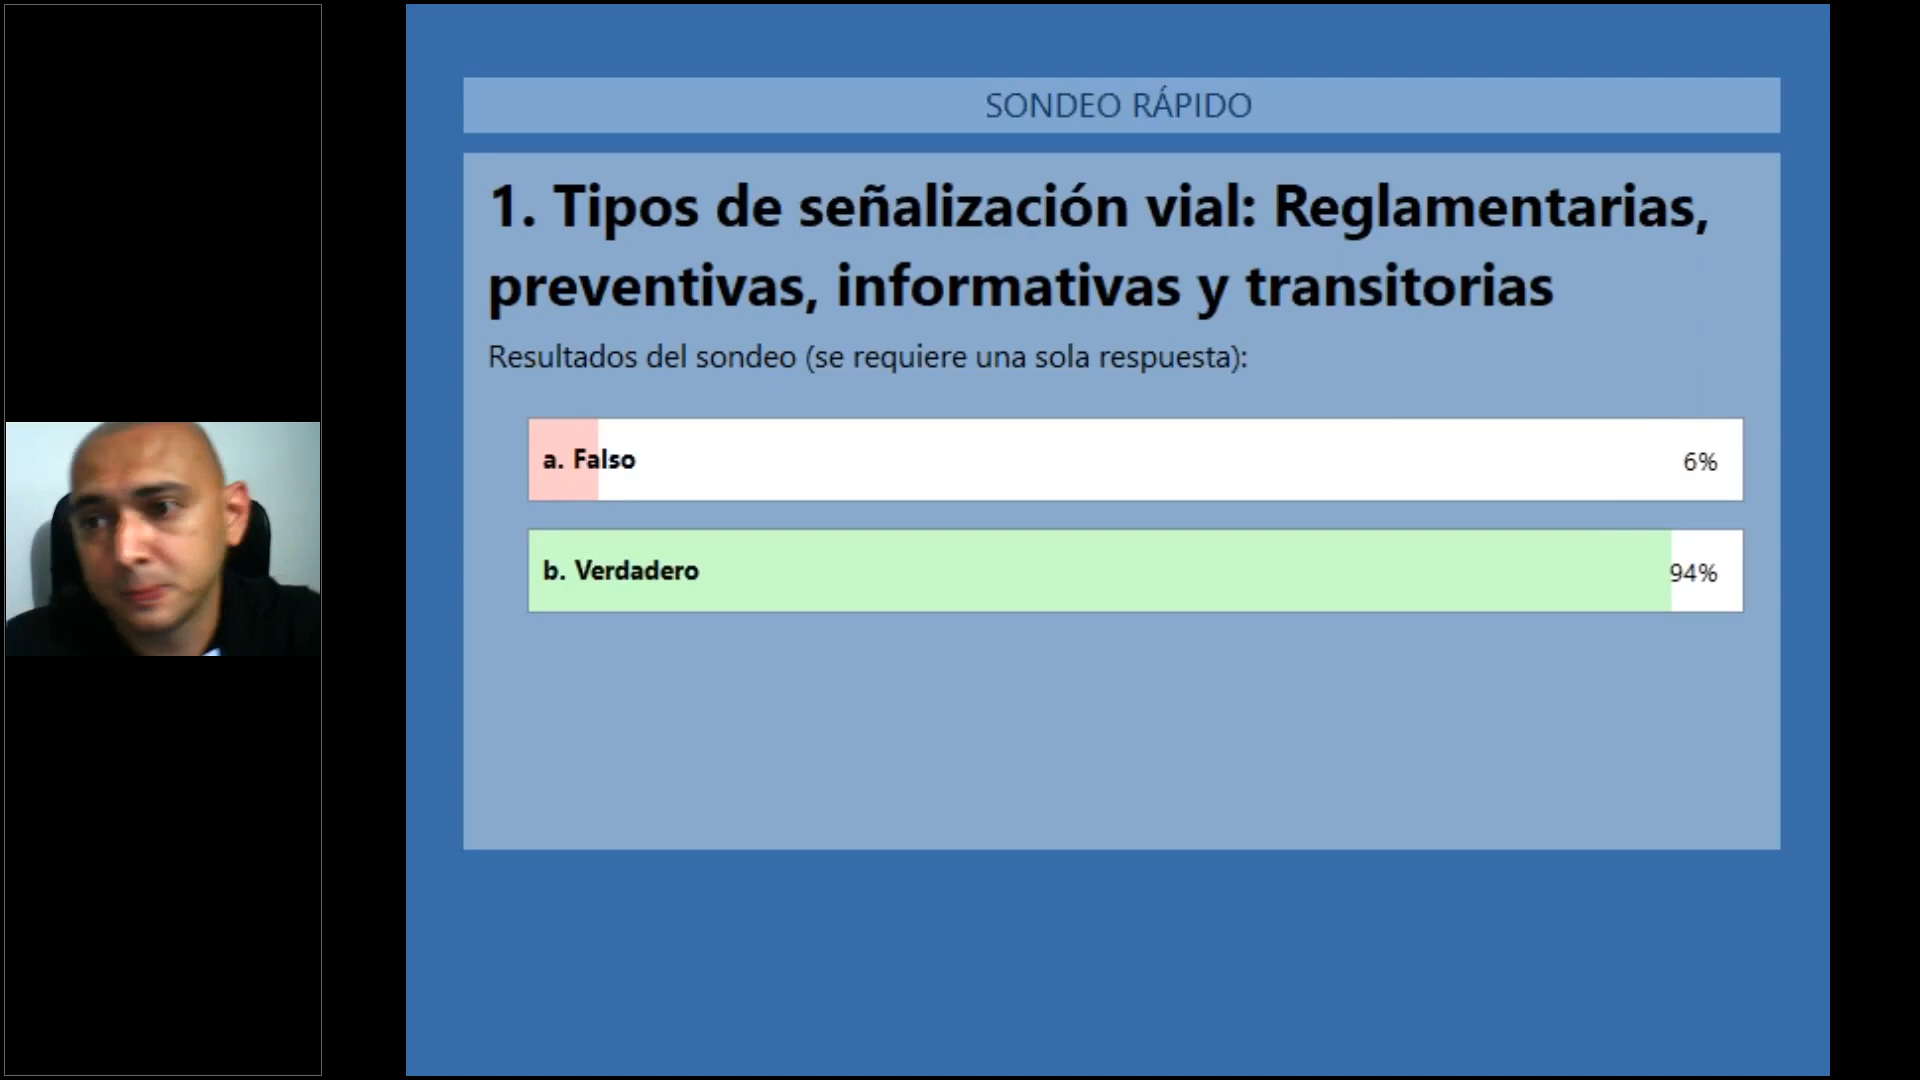 SONDEO RÁPIDO
1. Tipos de señalización vial: Reglamentarias,
preventivas, informativas y transitorias
Resultados del sondeo (se requiere una sola respuesta):
a. Falso 6%
b. Verdadero 94%